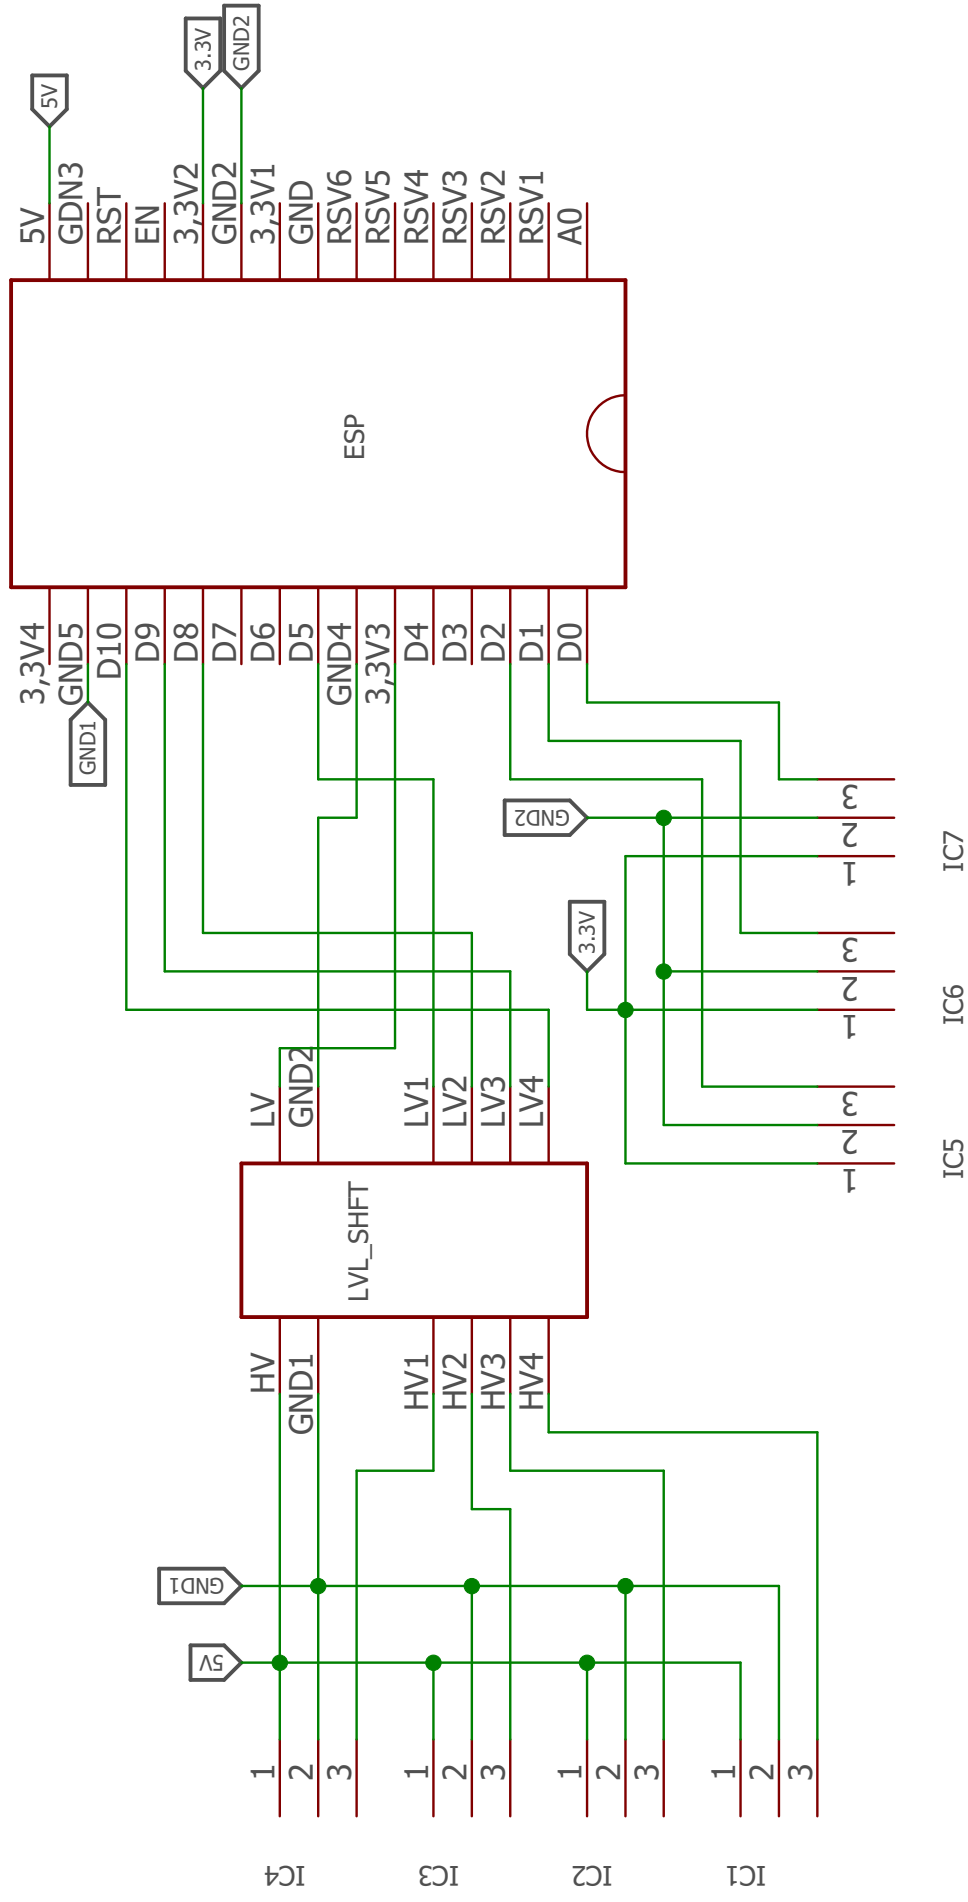 5V
3.3V
GND2
5V
GDN3
RST
EN
3,3V2
GND2
3,3V1
GND
RSV6
RSV5
RSV4
RSV3
RSV2
RSV1
A0
ESP
3,3V4
GND5
D10
D9
D8
D7
D6
D5
GND4
3,3V3
D4
D3
D2
D1
D0
GND1
GND2
3.3V
3
2
1
IC7
3
2
1
IC6
3
2
1
IC5
LV
GND2
LV1
LV2
LV3
LV4
LVL_SHFT
HV
GND1
HV1
HV2
HV3
HV4
GND1
5V
1
2
3
IC4
1
2
3
IC3
1
2
3
IC2
1
2
3
IC1